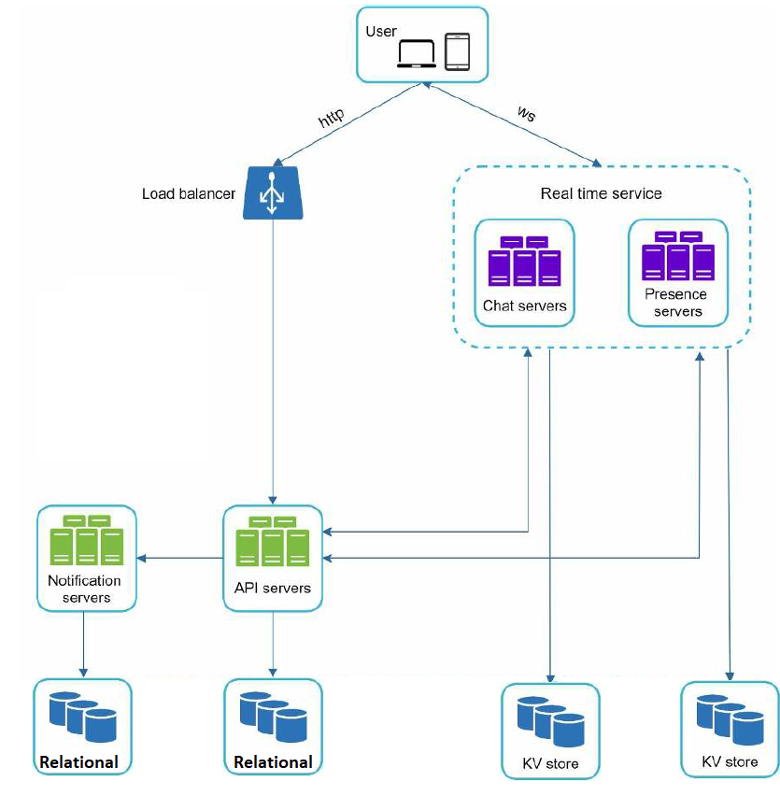 User
http
ws
Load balancer
Real time service
Chat servers
Presence
servers
Notification
servers
API servers
Relational
Relational
KV store
KV store